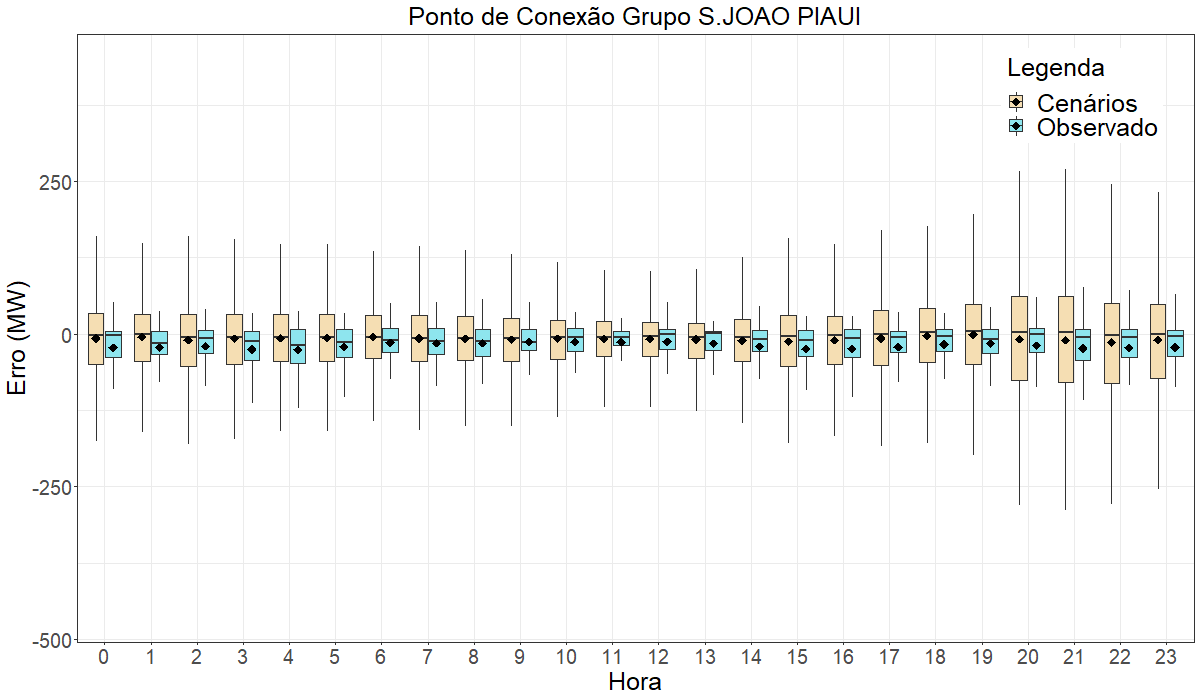 Ponto de Conexão Grupo S.JOAO PIAUI
Legenda
Cenários
Observado
Erro (MW)
250
0
-250
-500
0 1 2 3 4 5 6 7 8 9 10 11 12 13 14 15 16 17 18 19 20 21 22 23
Hora